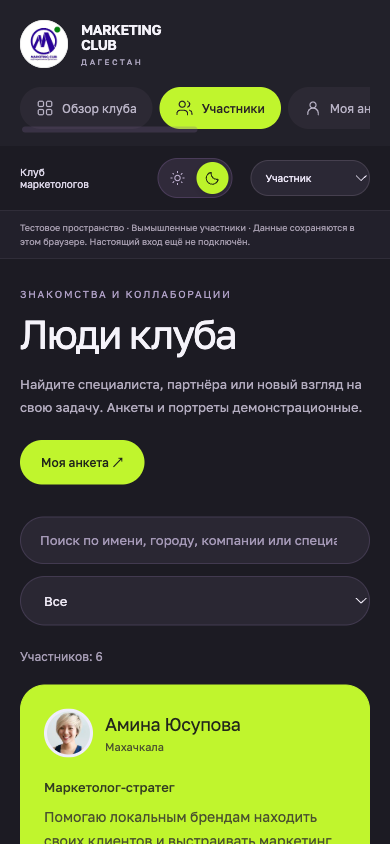 MARKETING
CLUB
ДАГЕСТАН
Обзор клуба
Участники
Моя ан
Клуб
маркетологов
Участник
Тестовое пространство · Вымышленные участники · Данные сохраняются в
этом браузере. Настоящий вход ещё не подключён.
ЗНАКОМСТВА И КОЛЛАБОРАЦИИ
Люди клуба
Найдите специалиста, партнёра или новый взгляд на
свою задачу. Анкеты и портреты демонстрационные.
Моя анкета ↗
Поиск по имени, городу, компании или специа
Все
Участников: 6
Амина Юсупова
Махачкала
Маркетолог-стратег
Помогаю локальным брендам находить
своих клиентов и выстраивать маркетинг